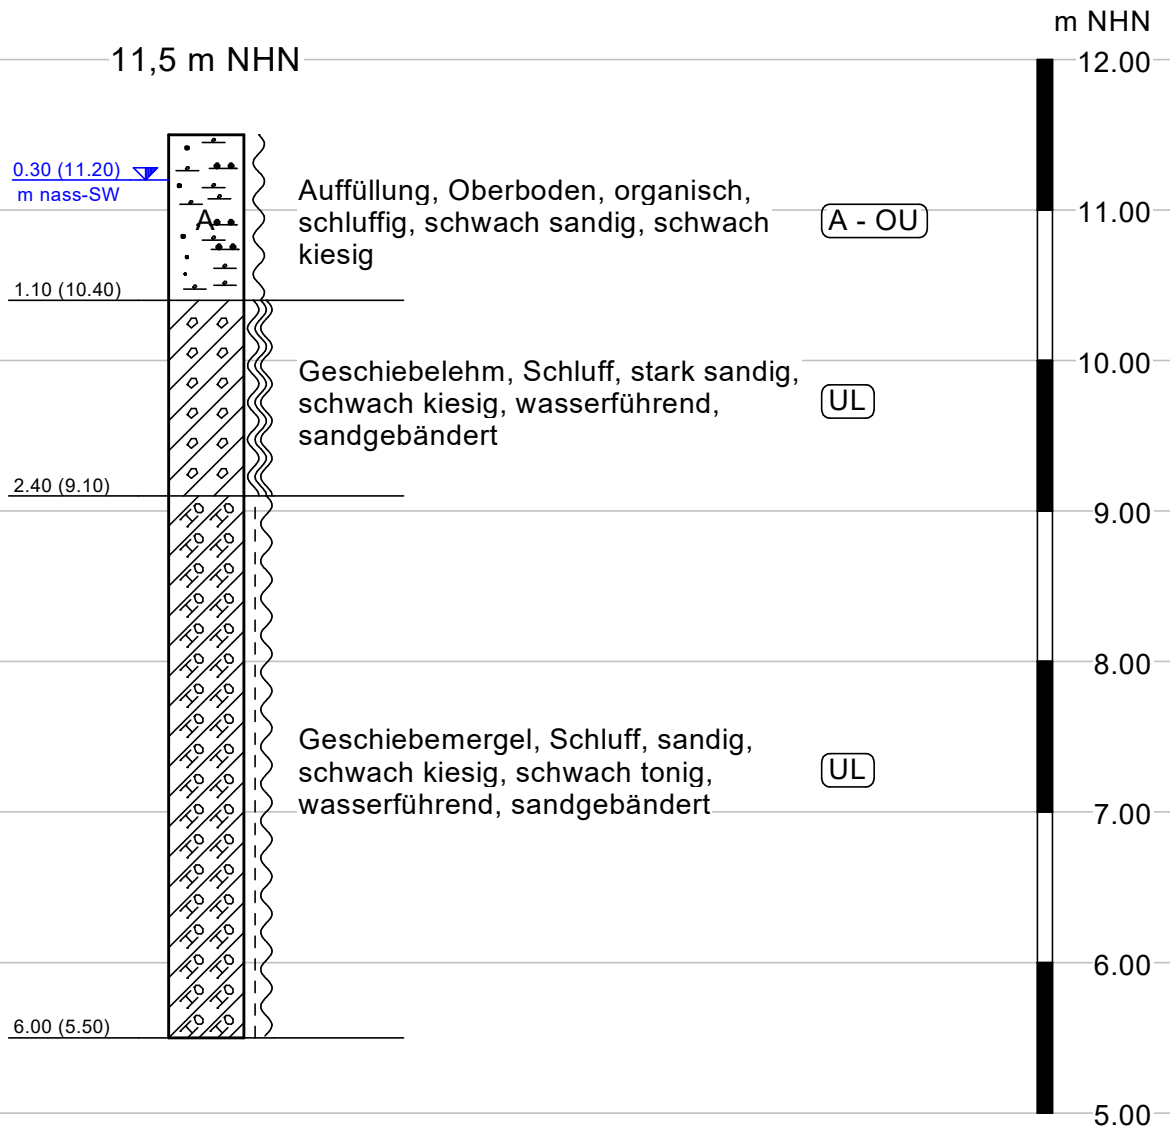 m NHN
11,5 m NHN
12.00
0.30 (11.20)
m nass-SW
A
Auffüllung, Oberboden, organisch,
schluffig, schwach sandig, schwach
kiesig
A - OU
11.00
1.10 (10.40)
10.00
Geschiebelehm, Schluff, stark sandig,
schwach kiesig, wasserführend,
sandgebändert
UL
2.40 (9.10)
9.00
8.00
Geschiebemergel, Schluff, sandig,
schwach kiesig, schwach tonig,
wasserführend, sandgebändert
UL
7.00
6.00
6.00 (5.50)
5.00